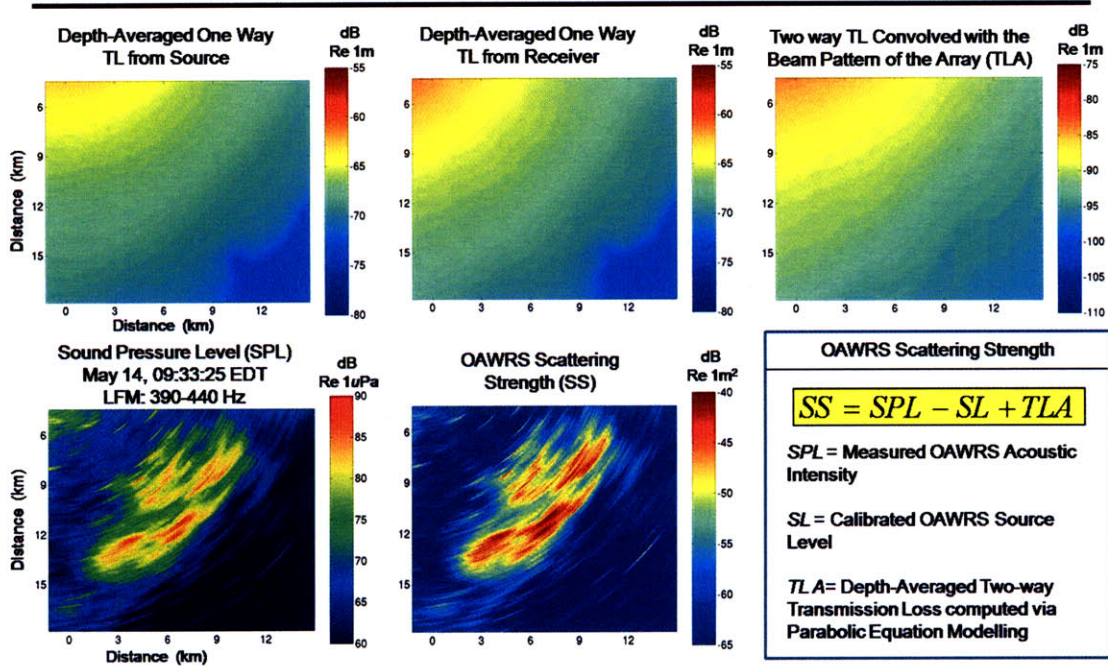 Depth-Averaged One Way
TL from Source
dB
Re 1m
-55
-60
-65
-70
-75
-80
6
9
12
15
Distance (km)
0 3 6 9 12
Distance (km)
Depth-Averaged One Way
TL from Receiver
dB
Re 1m
-55
-60
-65
-70
-75
-80
6
9
12
15
0 3 6 9 12
Two way TL Convolved with the
Beam Pattern of the Array (TLA)
dB
Re 1m
-75
-80
-85
-90
-95
-100
-105
-110
6
9
12
15
0 3 6 9 12
Sound Pressure Level (SPL)
May 14, 09:33:25 EDT
LFM: 390-440 Hz
dB
Re 1uPa
90
85
80
75
70
65
60
6
9
12
15
Distance (km)
0 3 6 9 12
Distance (km)
OAWRS Scattering
Strength (SS)
dB
Re 1m²
-40
-45
-50
-55
-60
-65
6
9
12
15
0 3 6 9 12
OAWRS Scattering Strength
SS = SPL − SL + TLA
SPL = Measured OAWRS Acoustic
Intensity
SL = Calibrated OAWRS Source
Level
TLA= Depth-Averaged Two-way
Transmission Loss computed via
Parabolic Equation Modelling